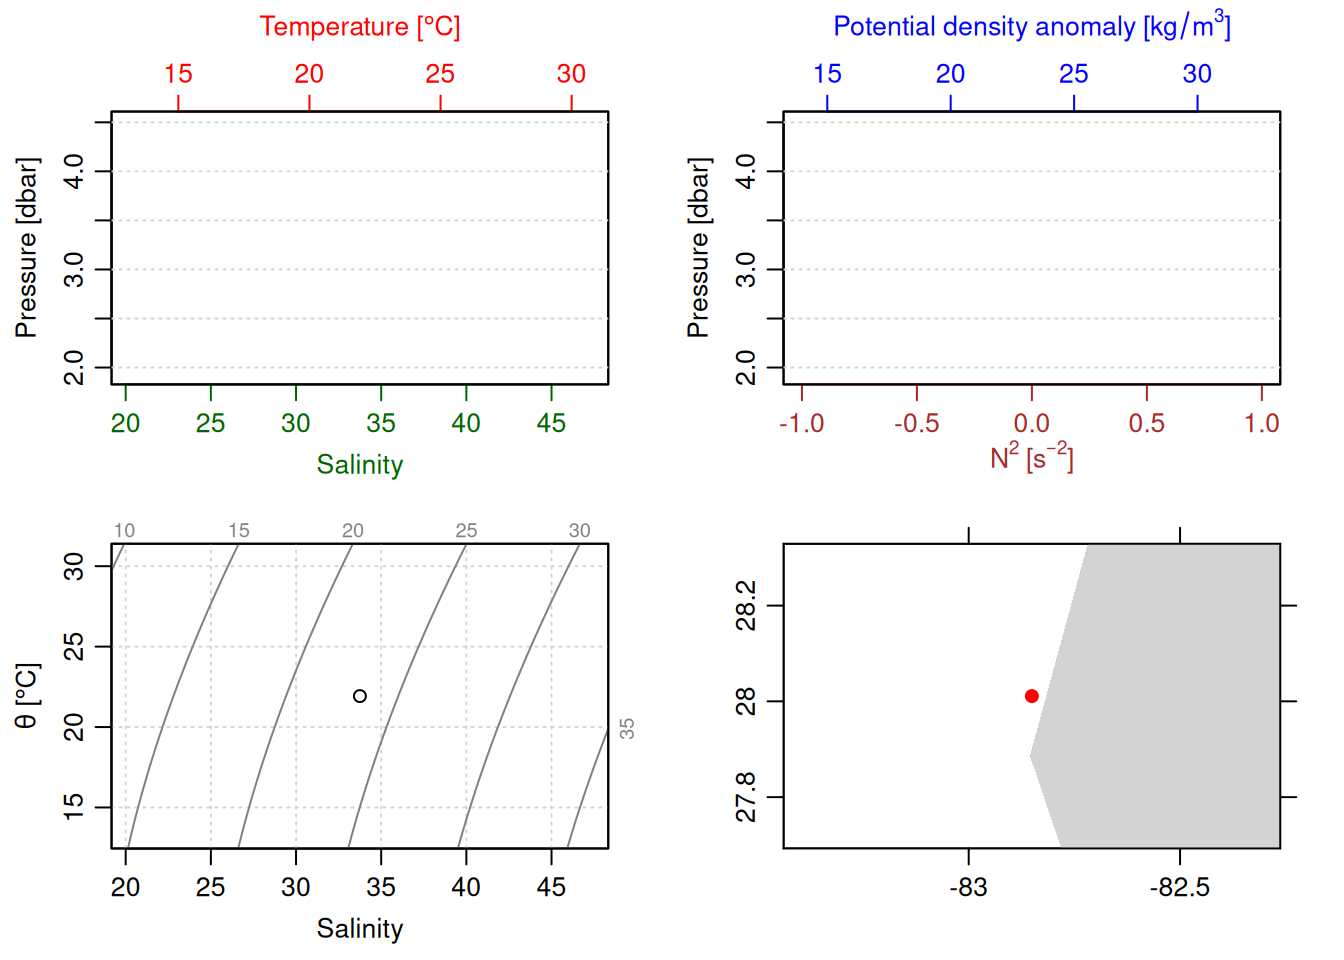 Temperature [°C]
15 20 25 30
Pressure [dbar]
4.0
3.0
2.0
20 25 30 35 40 45
Salinity
Potential density anomaly [kg/m³]
15 20 25 30
Pressure [dbar]
4.0
3.0
2.0
-1.0 -0.5 0.0 0.5 1.0
N² [s⁻²]
10 15 20 25 30
35
θ [°C]
30
25
20
15
20 25 30 35 40 45
Salinity
28.2
28
27.8
-83 -82.5